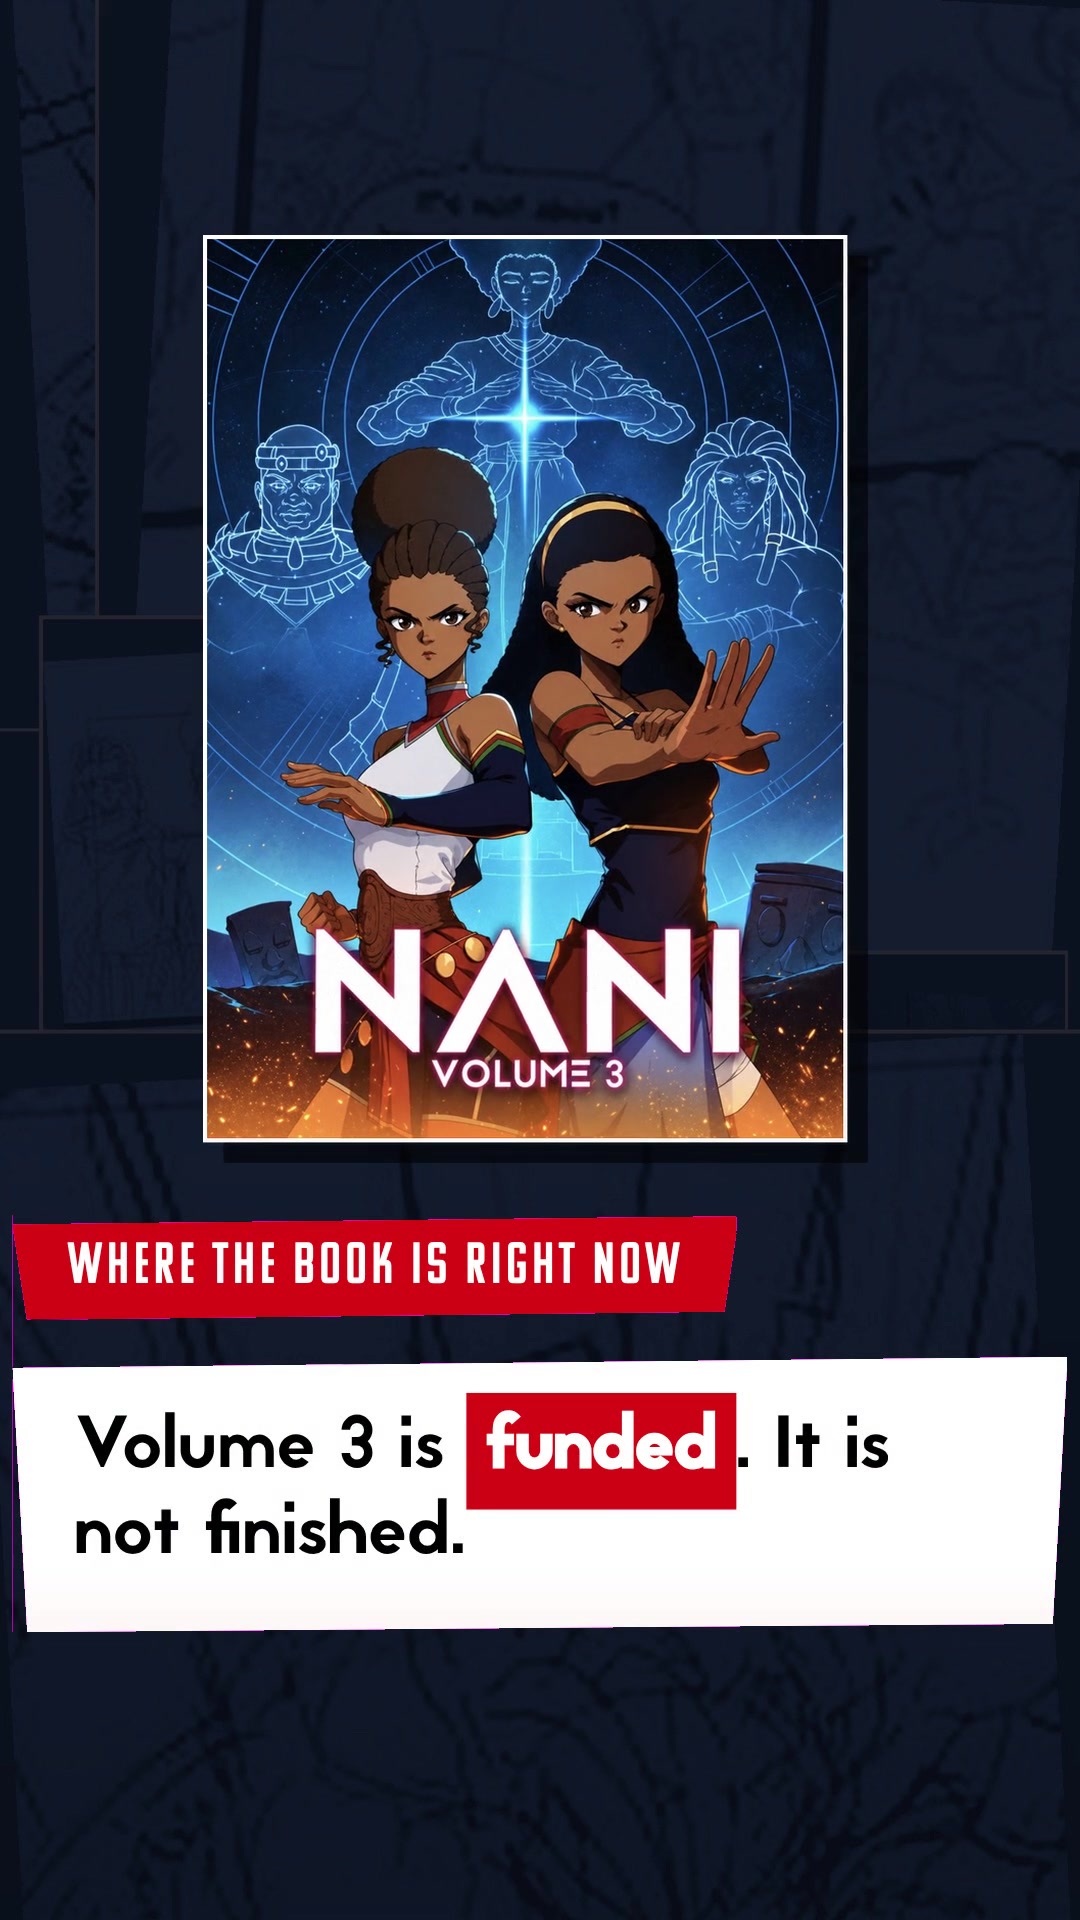 NANI
VOLUME 3
WHERE THE BOOK IS RIGHT NOW
Volume 3 is funded. It is
not finished.